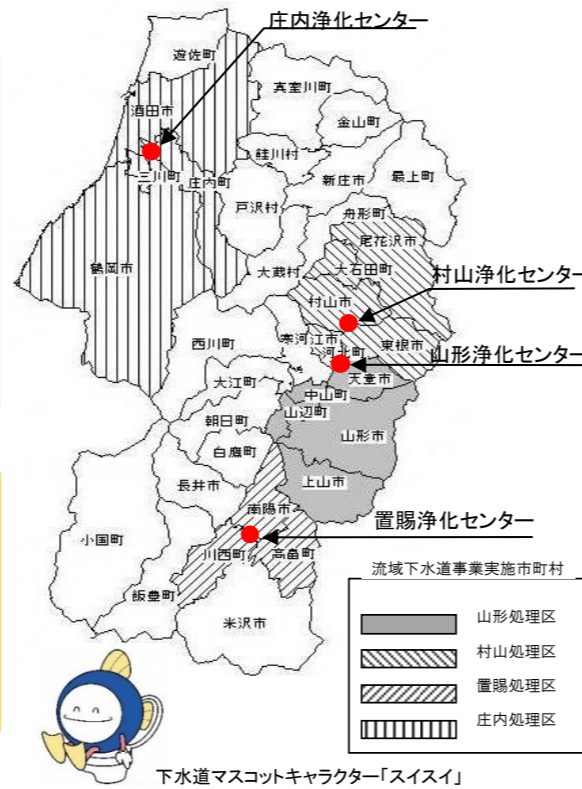 庄内浄化センター
遊佐町
真室川町
酒田市
金山町
鮭川村
三川町
庄内町
新庄市
最上町
戸沢村
舟形町
尾花沢市
鶴岡市
大蔵村
大石田町
村山浄化センター
村山市
西川町
寒河江市
河北町
東根市
山形浄化センター
大江町
天童市
中山町
朝日町
山辺町
山形市
白鷹町
長井市
上山市
南陽市
置賜浄化センター
小国町
川西町
高畠町
飯豊町
米沢市
流域下水道事業実施市町村
山形処理区
村山処理区
置賜処理区
庄内処理区
下水道マスコットキャラクター「スイスイ」